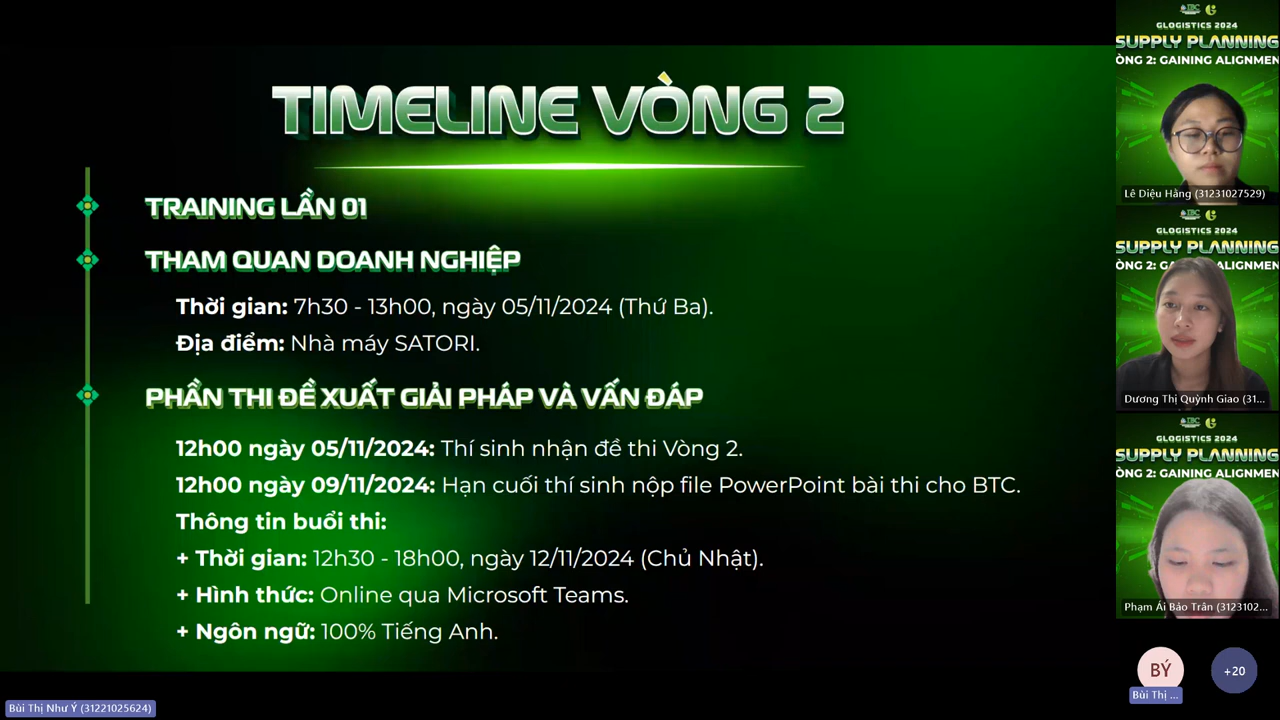 TIMELINE VÒNG 2
TRAINING LẦN 01
THAM QUAN DOANH NGHIỆP
Thời gian: 7h30 - 13h00, ngày 05/11/2024 (Thứ Ba).
Địa điểm: Nhà máy SATORI.
PHẦN THI ĐỀ XUẤT GIẢI PHÁP VÀ VẤN ĐÁP
12h00 ngày 05/11/2024: Thí sinh nhận đề thi Vòng 2.
12h00 ngày 09/11/2024: Hạn cuối thí sinh nộp file PowerPoint bài thi cho BTC.
Thông tin buổi thi:
+ Thời gian: 12h30 - 18h00, ngày 12/11/2024 (Chủ Nhật).
+ Hình thức: Online qua Microsoft Teams.
+ Ngôn ngữ: 100% Tiếng Anh.
Bùi Thị Như Ý (31221025624)
IBC
GLOGISTICS 2024
SUPPLY PLANNING
ÒNG 2: GAINING ALIGNMEN
Lê Diệu Hằng (31231027529)
IBC
GLOGISTICS 2024
SUPPLY PLANNING
ÒNG 2: GA IGNMEN
Dương Thị Quỳnh Giao (31...
IBC
GLOGISTICS 2024
SUPPLY PLANNING
ÒNG 2: GAINING ALIGNMEN
Phạm Ái Bảo Trân (3123102...
BÝ
Bùi Thị ...
+20